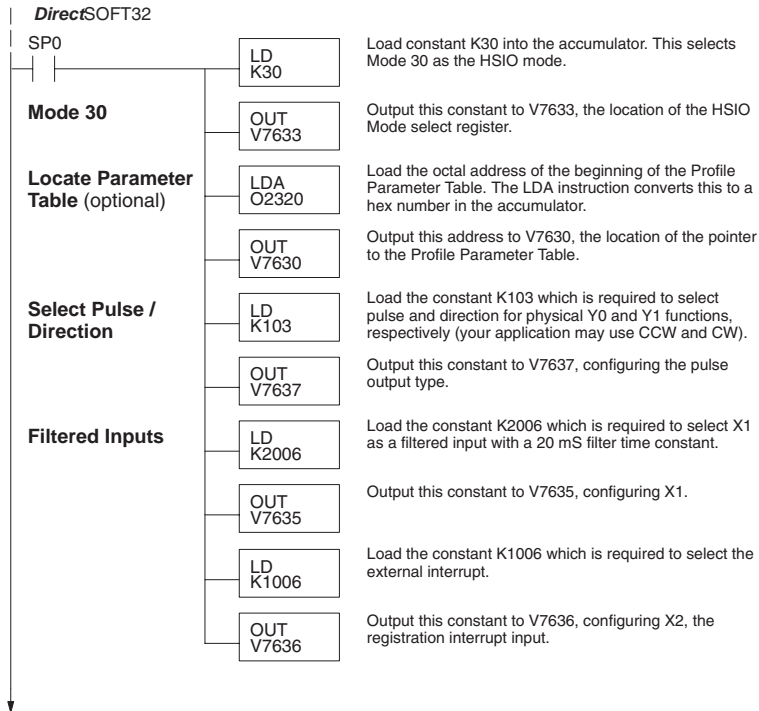 DirectSOFT32
SP0
LD
K30
Load constant K30 into the accumulator. This selects
Mode 30 as the HSIO mode.
Mode 30
OUT
V7633
Output this constant to V7633, the location of the HSIO
Mode select register.
Locate Parameter
Table (optional)
LDA
O2320
Load the octal address of the beginning of the Profile
Parameter Table. The LDA instruction converts this to a
hex number in the accumulator.
OUT
V7630
Output this address to V7630, the location of the pointer
to the Profile Parameter Table.
Select Pulse /
Direction
LD
K103
Load the constant K103 which is required to select
pulse and direction for physical Y0 and Y1 functions,
respectively (your application may use CCW and CW).
OUT
V7637
Output this constant to V7637, configuring the pulse
output type.
Filtered Inputs
LD
K2006
Load the constant K2006 which is required to select X1
as a filtered input with a 20 mS filter time constant.
OUT
V7635
Output this constant to V7635, configuring X1.
LD
K1006
Load the constant K1006 which is required to select the
external interrupt.
OUT
V7636
Output this constant to V7636, configuring X2, the
registration interrupt input.